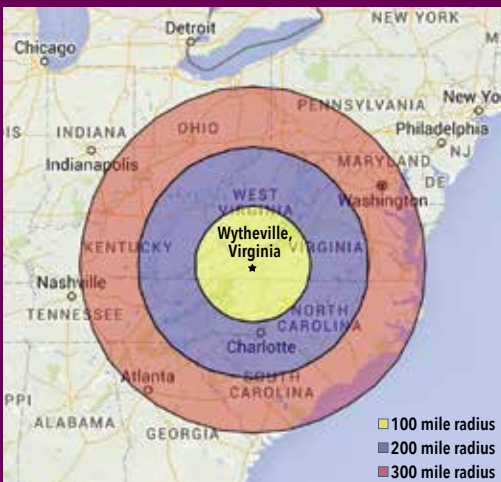 NEW YORK
Detroit
Chicago
M
PENNSYLVANIA
New Yo
OHIO
IS
INDIANA
Philadelphia
Indianapolis
MARYLAND
NJ
DE
WEST
VIRGINIA
Washington
Wytheville,
Virginia
KENTUCKY
VIRGINIA
Nashville
TENNESSEE
NORTH
CAROLINA
Charlotte
Atlanta
SOUTH
CAROLINA
PPI
ALABAMA
GEORGIA
100 mile radius
200 mile radius
300 mile radius